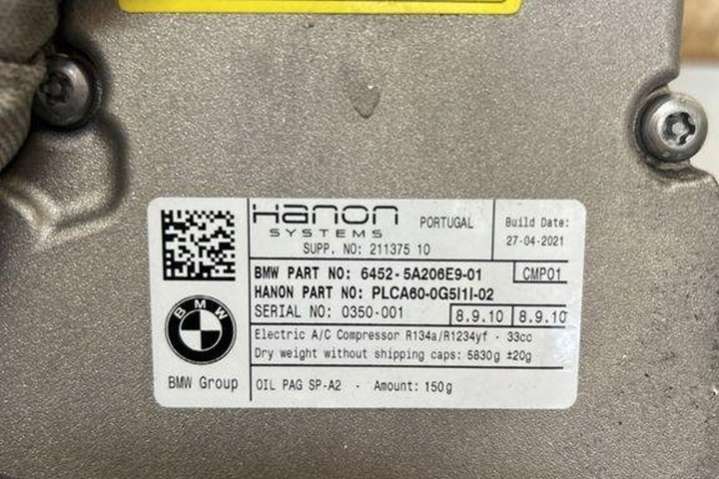 Hanon
SYSTEMS
PORTUGAL
Build Date:
27-04-2021
SUPP. NO: 211375 10
BMW PART NO: 6452- 5A206E9-01
CMP01
HANON PART NO: PLCA60-0G5I1I-02
SERIAL NO: 0350-001
8.9.10
8.9.10
Electric A/C Compressor R134a/R1234yf - 33cc
Dry weight without shipping caps: 5830g ±20g
BMW
BMW Group
OIL PAG SP-A2 - Amount: 150g